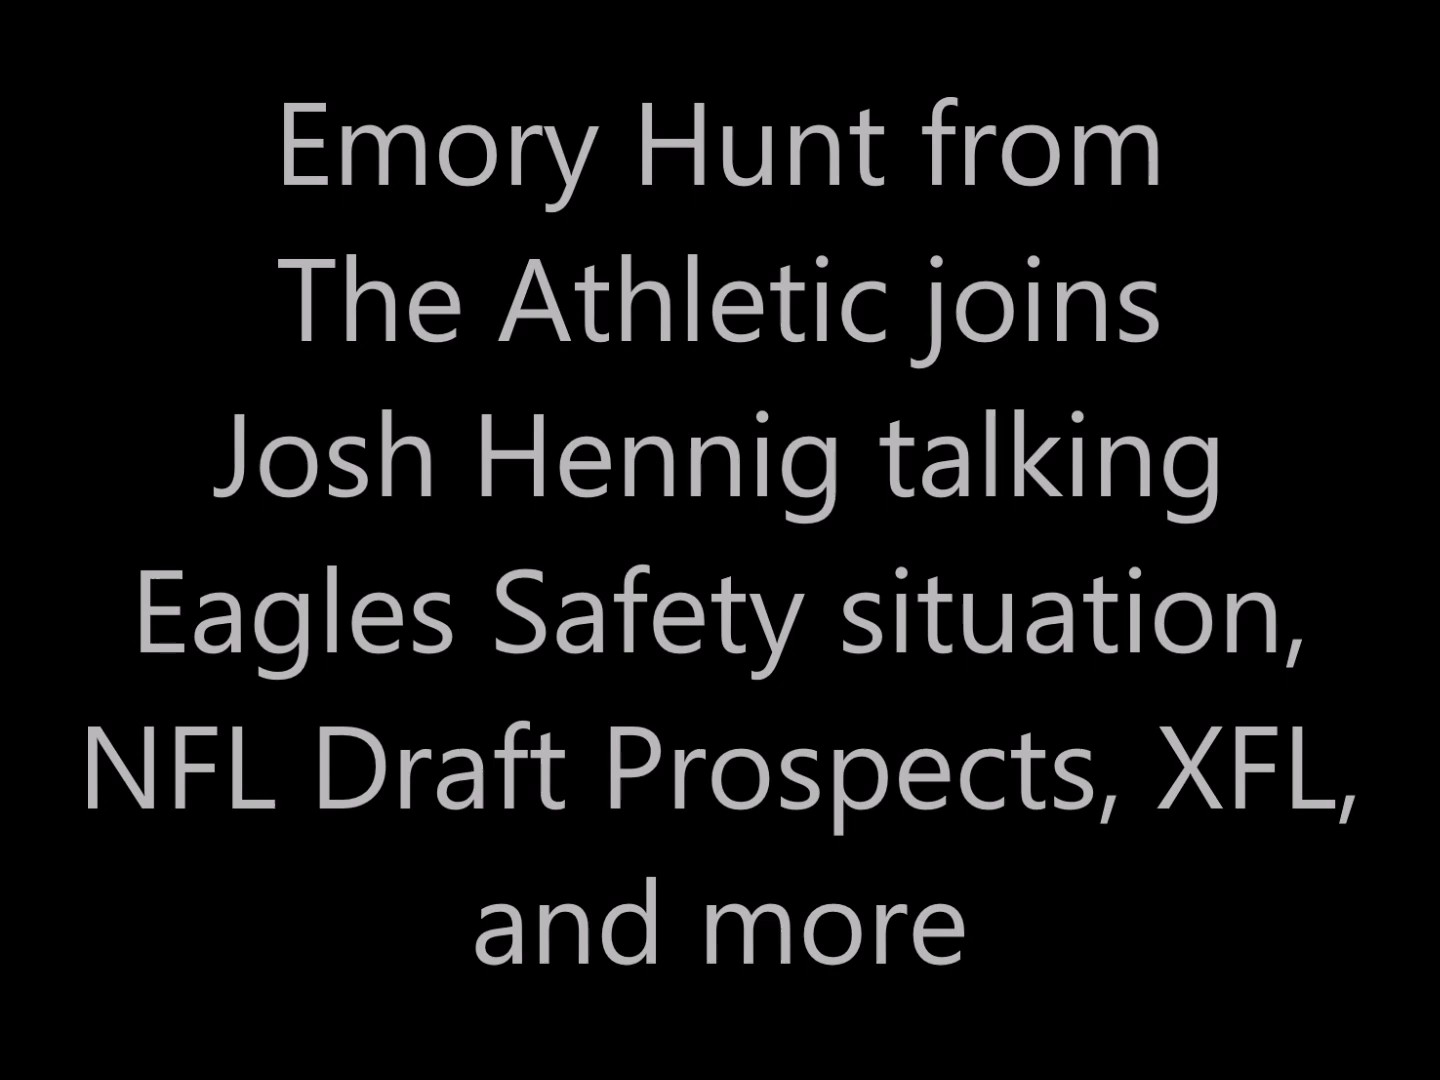 Emory Hunt from
The Athletic joins
Josh Hennig talking
Eagles Safety situation,
NFL Draft Prospects, XFL,
and more